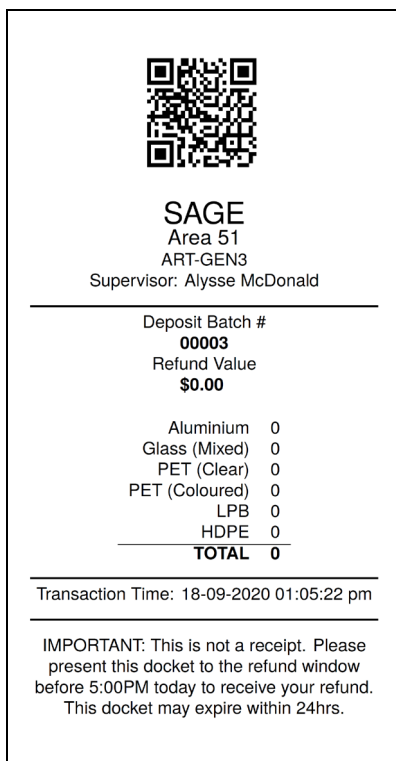 SAGE
Area 51
ART-GEN3
Supervisor: Alysse McDonald
Deposit Batch #
00003
Refund Value
$0.00
Aluminium 0
Glass (Mixed) 0
PET (Clear) 0
PET (Coloured) 0
LPB 0
HDPE 0
TOTAL 0
Transaction Time: 18-09-2020 01:05:22 pm
IMPORTANT: This is not a receipt. Please
present this docket to the refund window
before 5:00PM today to receive your refund.
This docket may expire within 24hrs.